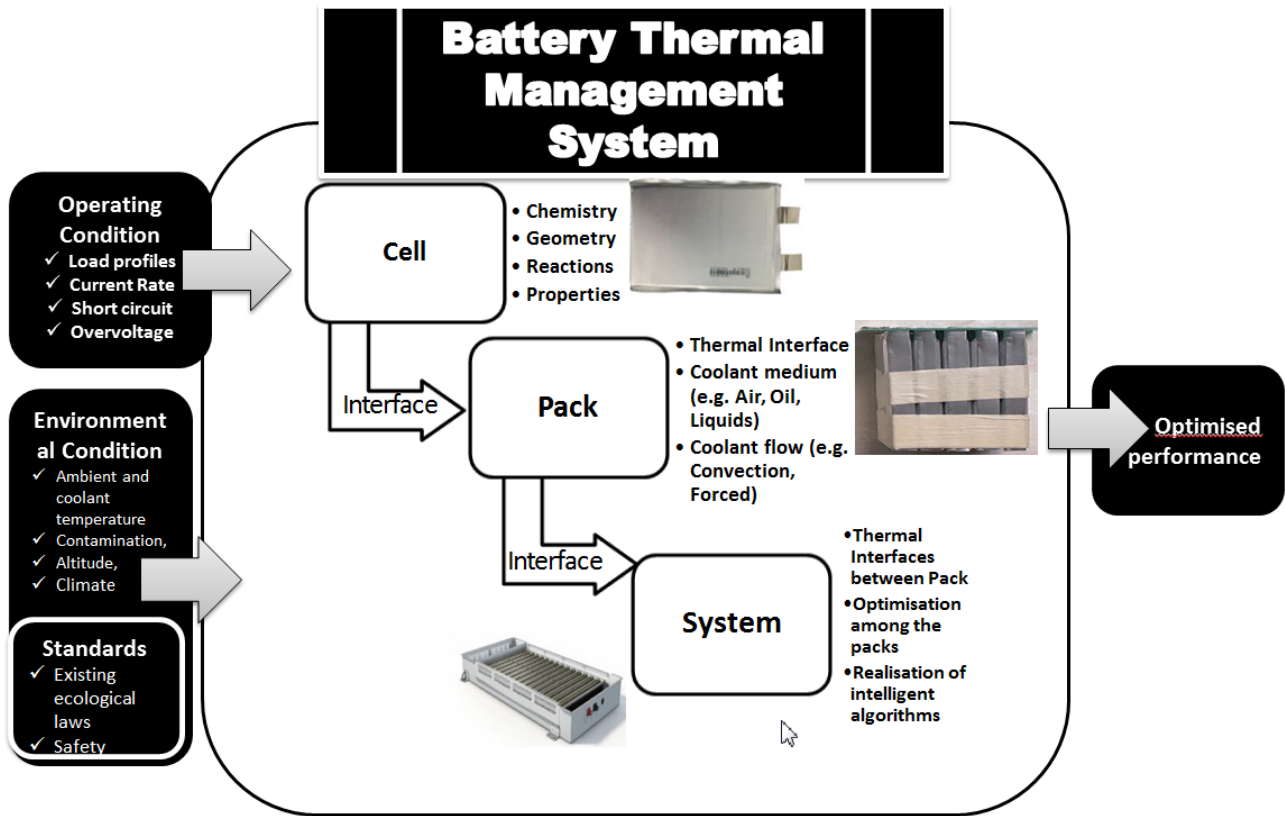 Battery Thermal
Management
System
Operating
Condition
✓ Load profiles
✓ Current Rate
✓ Short circuit
✓ Overvoltage
Environment
al Condition
✓ Ambient and
coolant
temperature
✓ Contamination,
✓ Altitude,
✓ Climate
Standards
✓ Existing
ecological
laws
✓ Safety
Cell
• Chemistry
• Geometry
• Reactions
• Properties
Interface
Pack
• Thermal Interface
• Coolant medium
(e.g. Air, Oil,
Liquids)
• Coolant flow (e.g.
Convection,
Forced)
Interface
System
•Thermal
Interfaces
between Pack
•Optimisation
among the
packs
•Realisation of
intelligent
algorithms
Optimised
performance